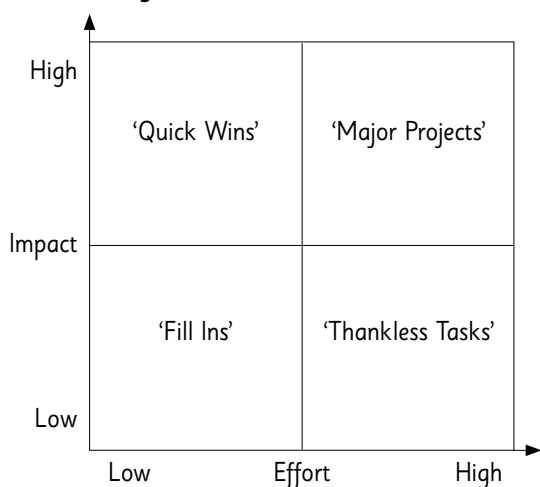 High
‘Quick Wins’ ‘Major Projects’
Impact
‘Fill Ins’ ‘Thankless Tasks’
Low
Low Effort High